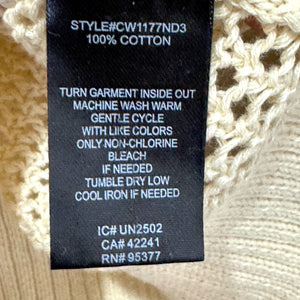 STYLE#CW1177ND3
100% COTTON
TURN GARMENT INSIDE OUT
MACHINE WASH WARM
GENTLE CYCLE
WITH LIKE COLORS
ONLY NON-CHLORINE
BLEACH
IF NEEDED
TUMBLE DRY LOW
COOL IRON IF NEEDED
IC# UN2502
CA# 42241
RN# 95377